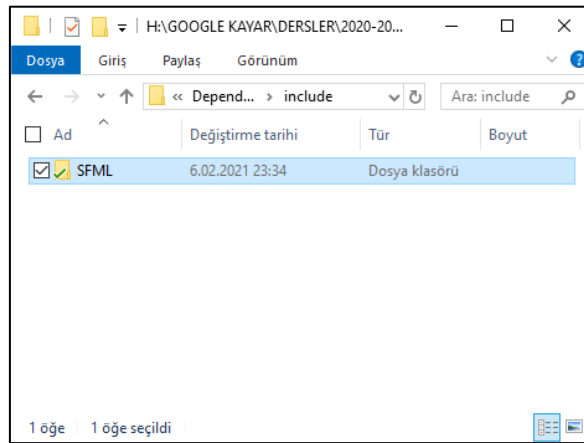 H:\GOOGLE KAYAR\DERSLER\2020-20...
Dosya Giriş Paylaş Görünüm
« Depend... > include Ara: include
Ad Değiştirme tarihi Tür Boyut
SFML 6.02.2021 23:34 Dosya klasörü
1 öğe 1 öğe seçildi